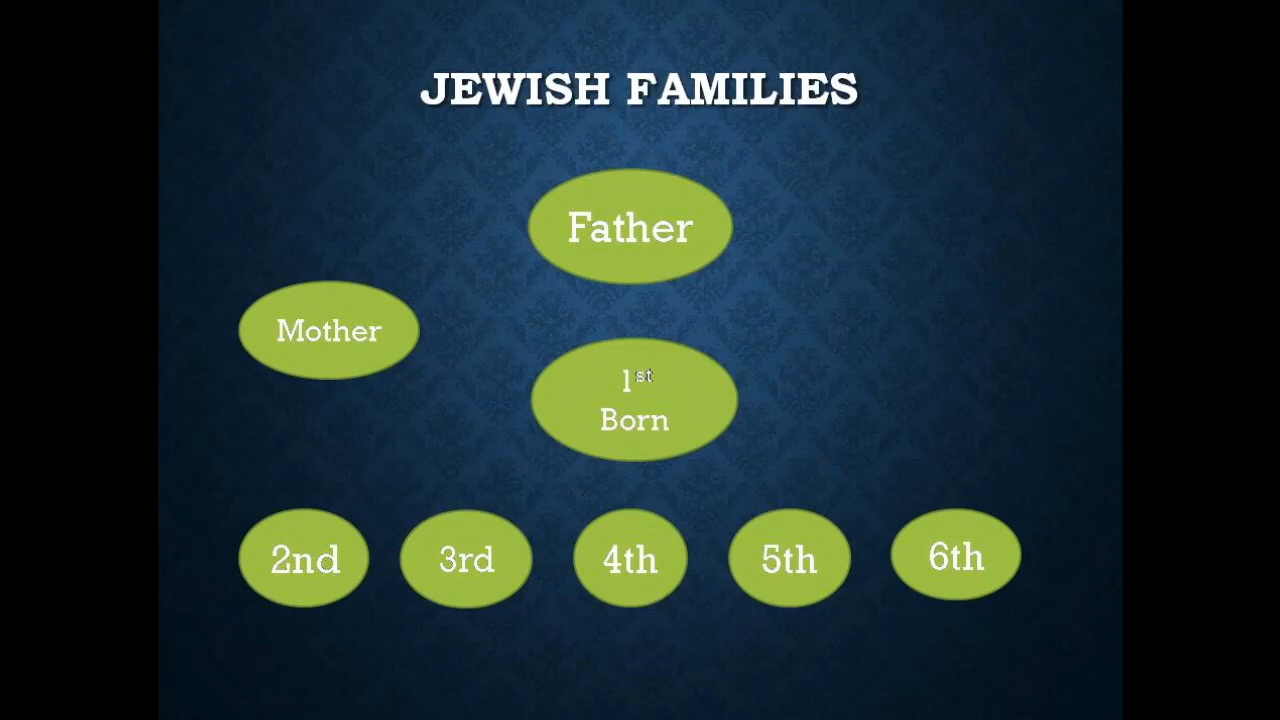 JEWISH FAMILIES
Father
Mother
1st
Born
2nd
3rd
4th
5th
6th